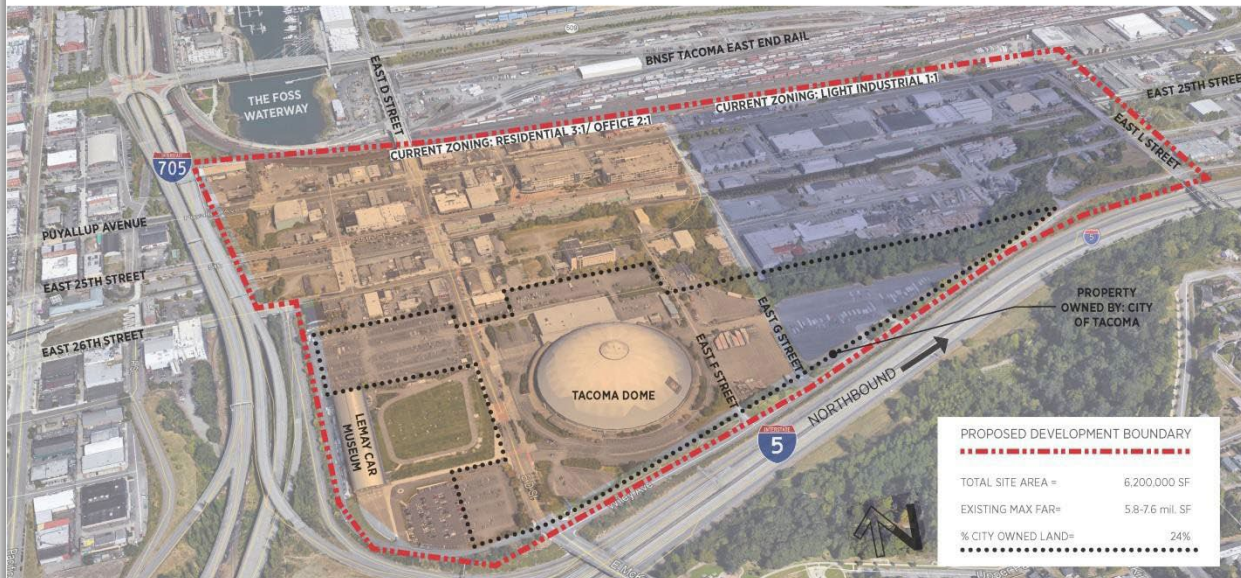 BNSF TACOMA EAST END RAIL
509
EAST D STREET
THE FOSS
WATERWAY
CURRENT ZONING: LIGHT INDUSTRIAL 1:1
EAST 25TH STREET
CURRENT ZONING: RESIDENTIAL 3:1/ OFFICE 2:1
EAST L STREET
INTERSTATE
705
PUYALLUP AVENUE
EAST 25TH STREET
5
PROPERTY
OWNED BY: CITY
OF TACOMA
EAST G STREET
EAST 26TH STREET
TACOMA DOME
EAST F STREET
NORTHBOUND
LEMAY CAR
MUSEUM
INTERSTATE
5
N
PROPOSED DEVELOPMENT BOUNDARY
TOTAL SITE AREA = 6,200,000 SF
EXISTING MAX FAR= 5.8-7.6 mil. SF
% CITY OWNED LAND= 24%